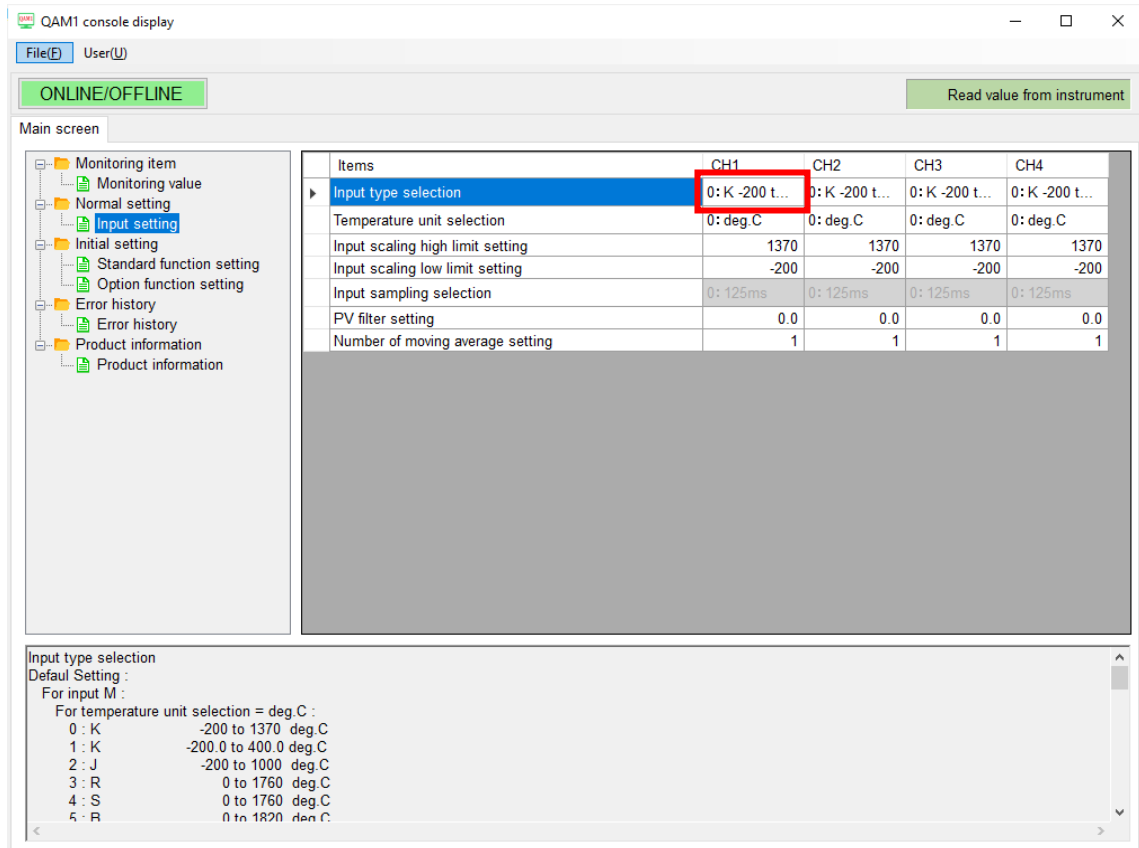 QAM1 console display
File(F) User(U)
ONLINE/OFFLINE
Read value from instrument
Main screen
Monitoring item
Monitoring value
Normal setting
Input setting
Initial setting
Standard function setting
Option function setting
Error history
Error history
Product information
Product information
Items CH1 CH2 CH3 CH4
Input type selection 0: K -200 t... 0: K -200 t... 0: K -200 t... 0: K -200 t...
Temperature unit selection 0: deg.C 0: deg.C 0: deg.C 0: deg.C
Input scaling high limit setting 1370 1370 1370 1370
Input scaling low limit setting -200 -200 -200 -200
Input sampling selection 0: 125ms 0: 125ms 0: 125ms 0: 125ms
PV filter setting 0.0 0.0 0.0 0.0
Number of moving average setting 1 1 1 1
Input type selection
Defaul Setting :
For input M :
For temperature unit selection = deg.C :
0 : K -200 to 1370 deg.C
1 : K -200.0 to 400.0 deg.C
2 : J -200 to 1000 deg.C
3 : R 0 to 1760 deg.C
4 : S 0 to 1760 deg.C
5 : B 0 to 1820 deg.C